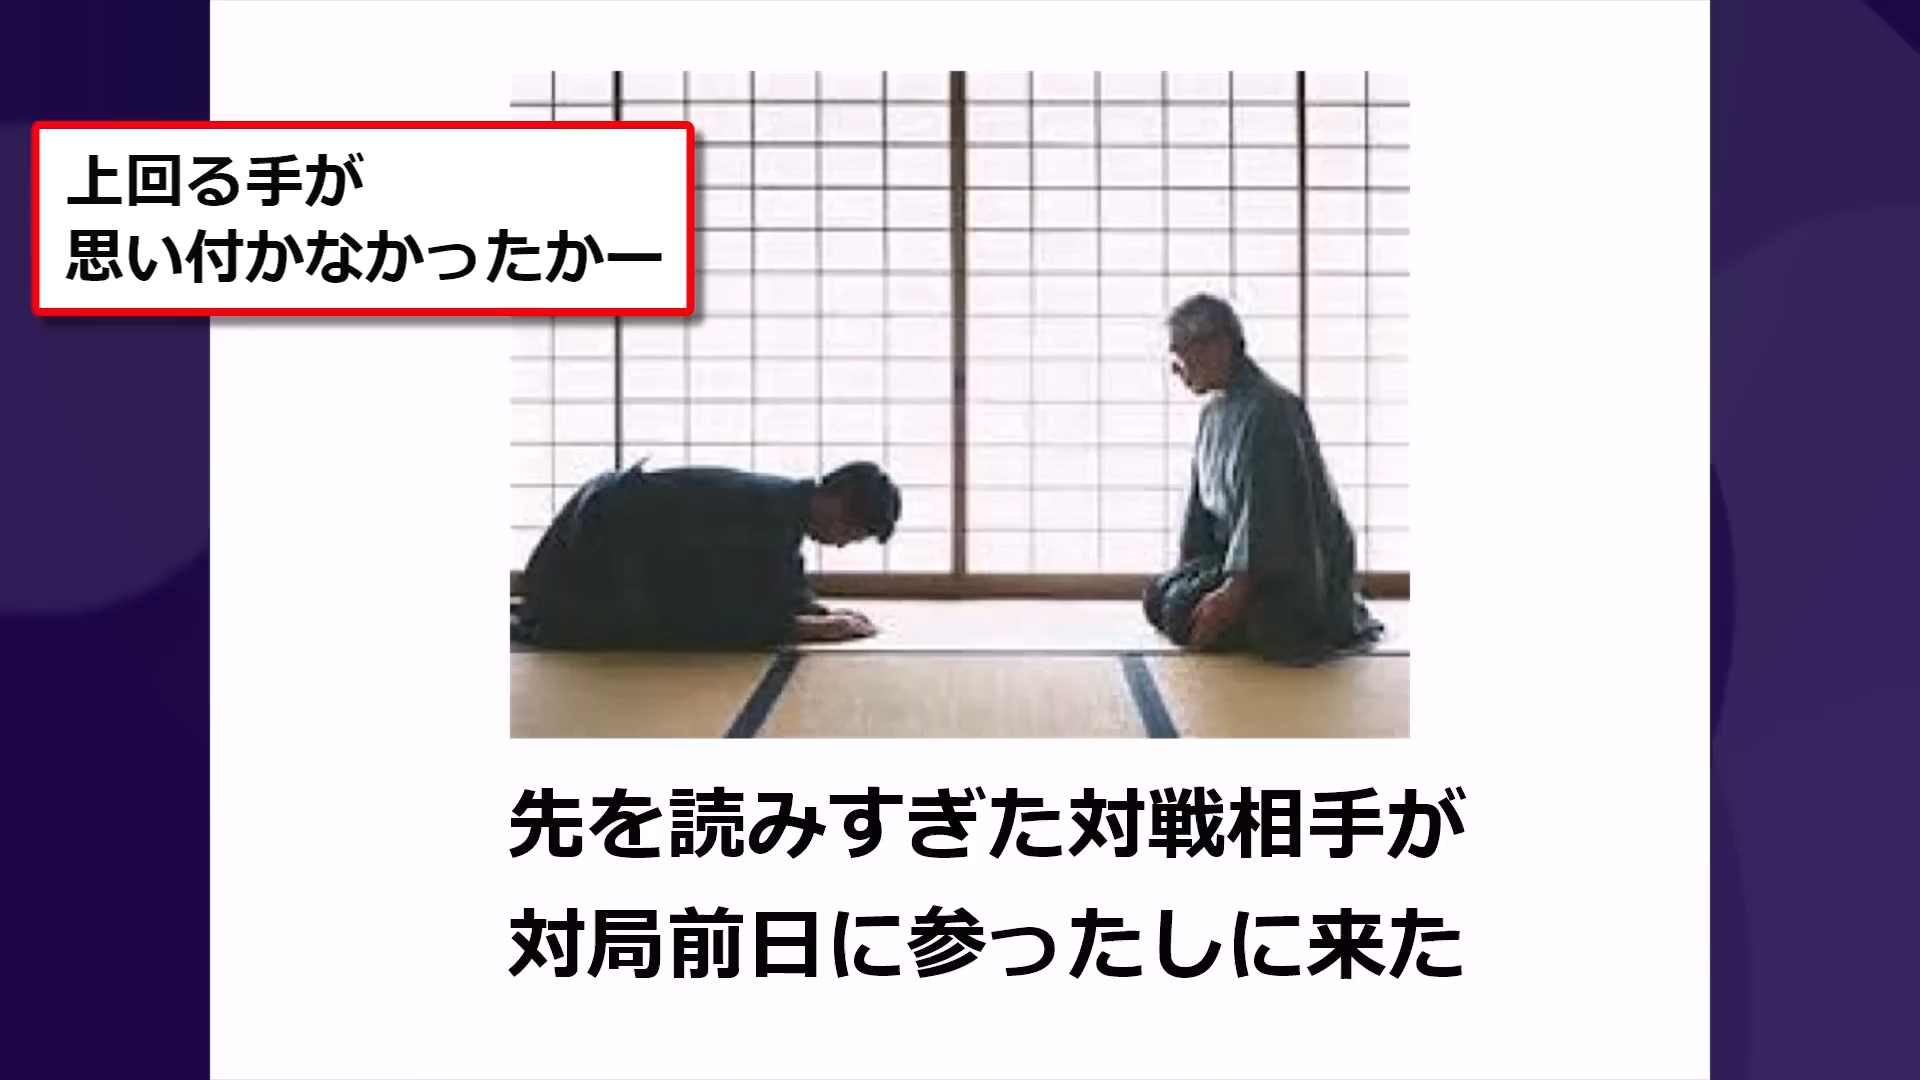 上回る手が
思い付かなかったかー
先を読みすぎた対戦相手が
対局前日に参ったしに来た